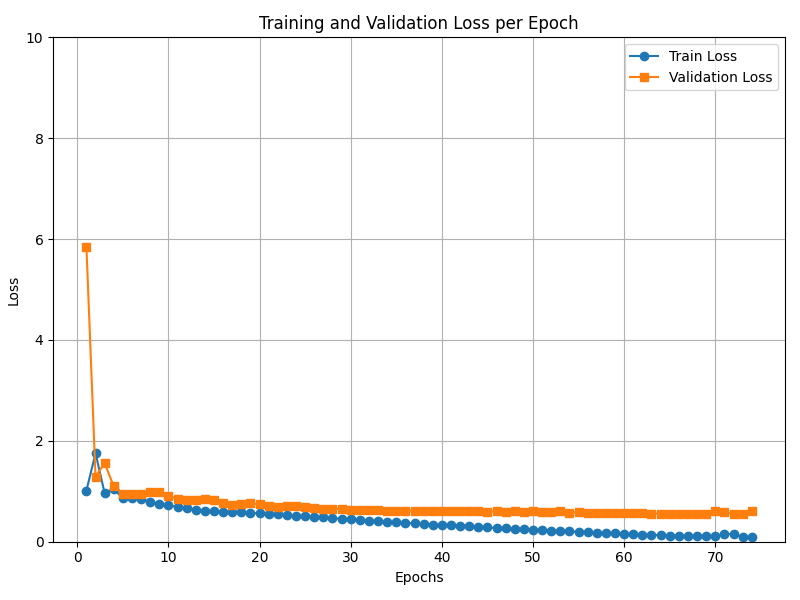 Training and Validation Loss per Epoch
Train Loss
Validation Loss
10
8
6
4
2
0
Loss
0 10 20 30 40 50 60 70
Epochs